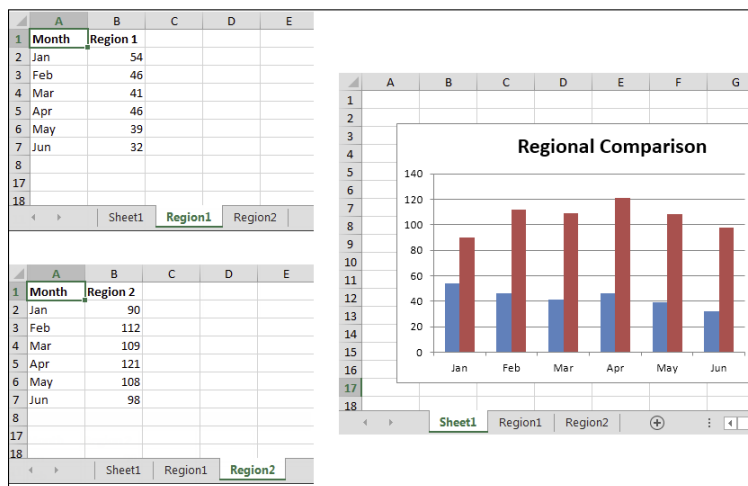 A B C D E
1 Month Region 1
2 Jan 54
3 Feb 46
4 Mar 41
5 Apr 46
6 May 39
7 Jun 32
8
17
18
Sheet1 Region1 Region2
A B C D E
1 Month Region 2
2 Jan 90
3 Feb 112
4 Mar 109
5 Apr 121
6 May 108
7 Jun 98
8
17
18
Sheet1 Region1 Region2
A B C D E F G
1
2
3
4
5
6
7
8
9
10
11
12
13
14
15
16
17
18
Regional Comparison
140
120
100
80
60
40
20
0
Jan Feb Mar Apr May Jun
Sheet1 Region1 Region2